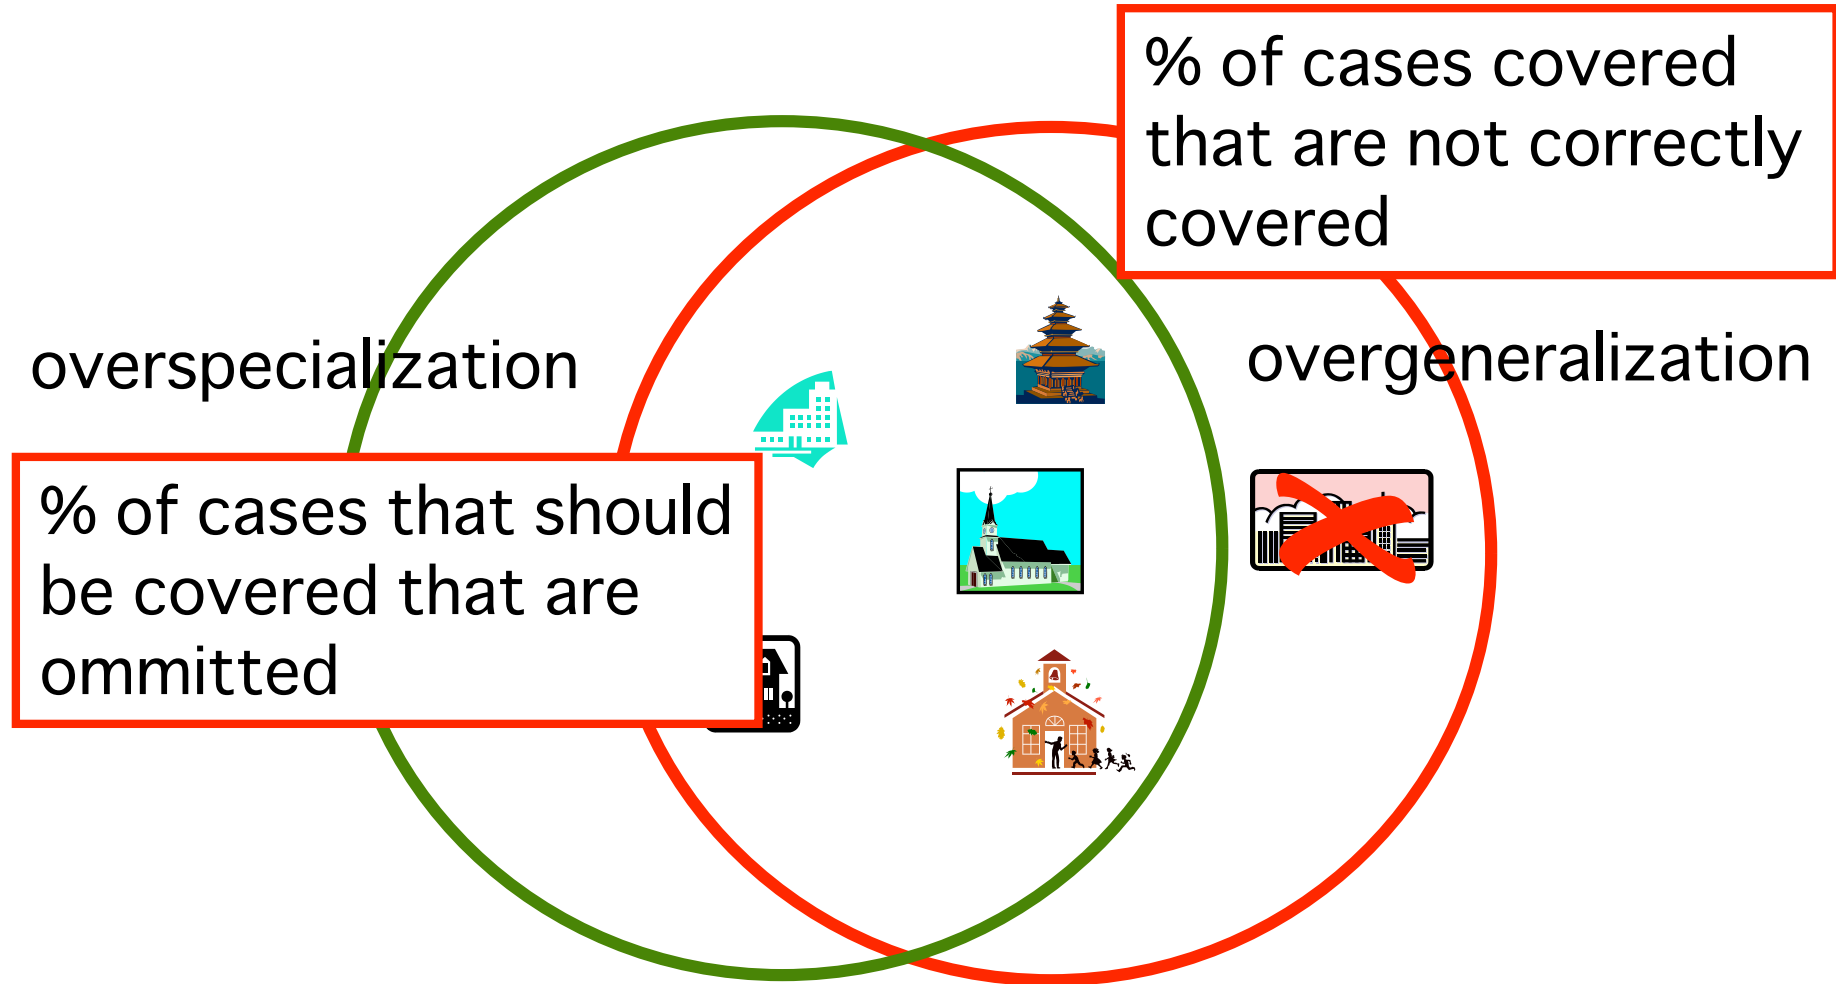 % of cases covered
that are not correctly
covered
overspecialization
overgeneralization
% of cases that should
be covered that are
ommitted